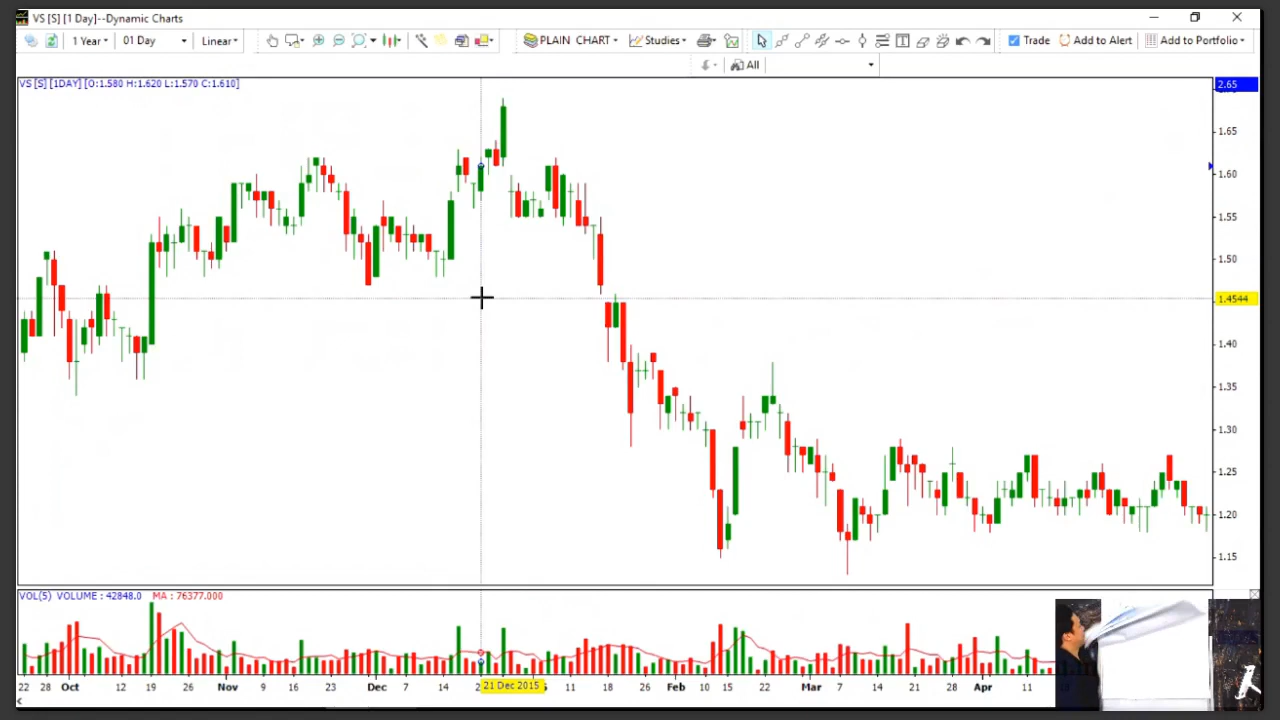 VS [S] [1 Day]--Dynamic Charts
1 Year
01 Day
Linear
PLAIN CHART
Studies
Trade
Add to Alert
Add to Portfolio
All
VS [S] [1DAY] [O:1.580 H:1.620 L:1.570 C:1.610]
2.65
1.65
1.60
1.55
1.50
1.4544
1.40
1.35
1.30
1.25
1.20
1.15
VOL(5) VOLUME : 42848.0 MA : 76377.000
22 28 Oct 12 19 26 Nov 9 16 23 Dec 7 14 21 Dec 2015 11 18 26 Feb 10 15 22 Mar 7 14 21 28 Apr 11